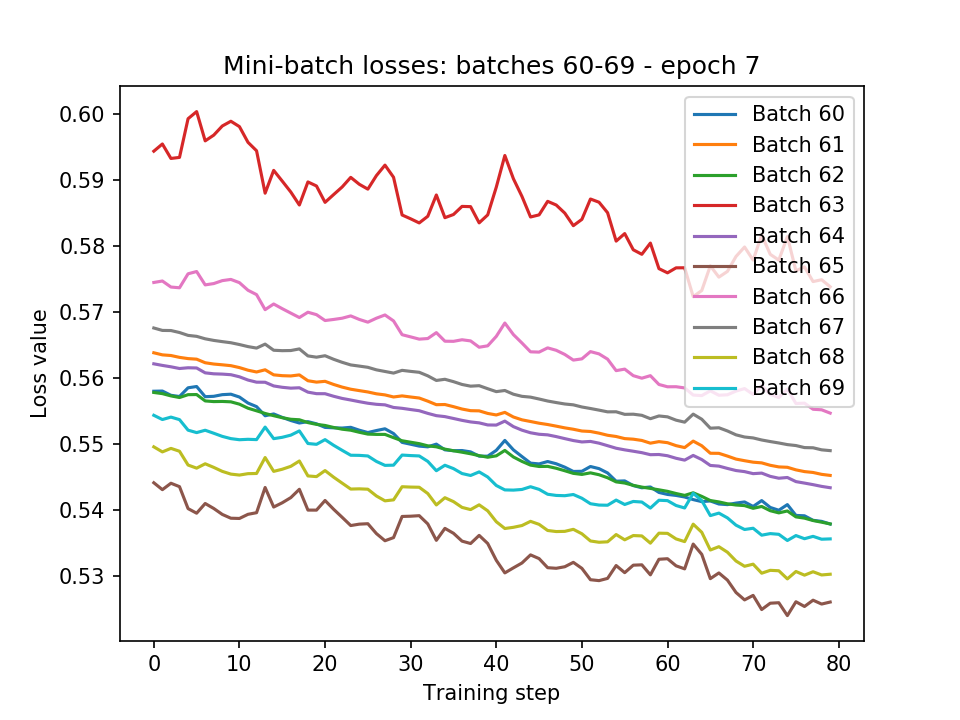 Mini-batch losses: batches 60-69 - epoch 7
Loss value
0.60
0.59
0.58
0.57
0.56
0.55
0.54
0.53
0 10 20 30 40 50 60 70 80
Training step
Batch 60
Batch 61
Batch 62
Batch 63
Batch 64
Batch 65
Batch 66
Batch 67
Batch 68
Batch 69